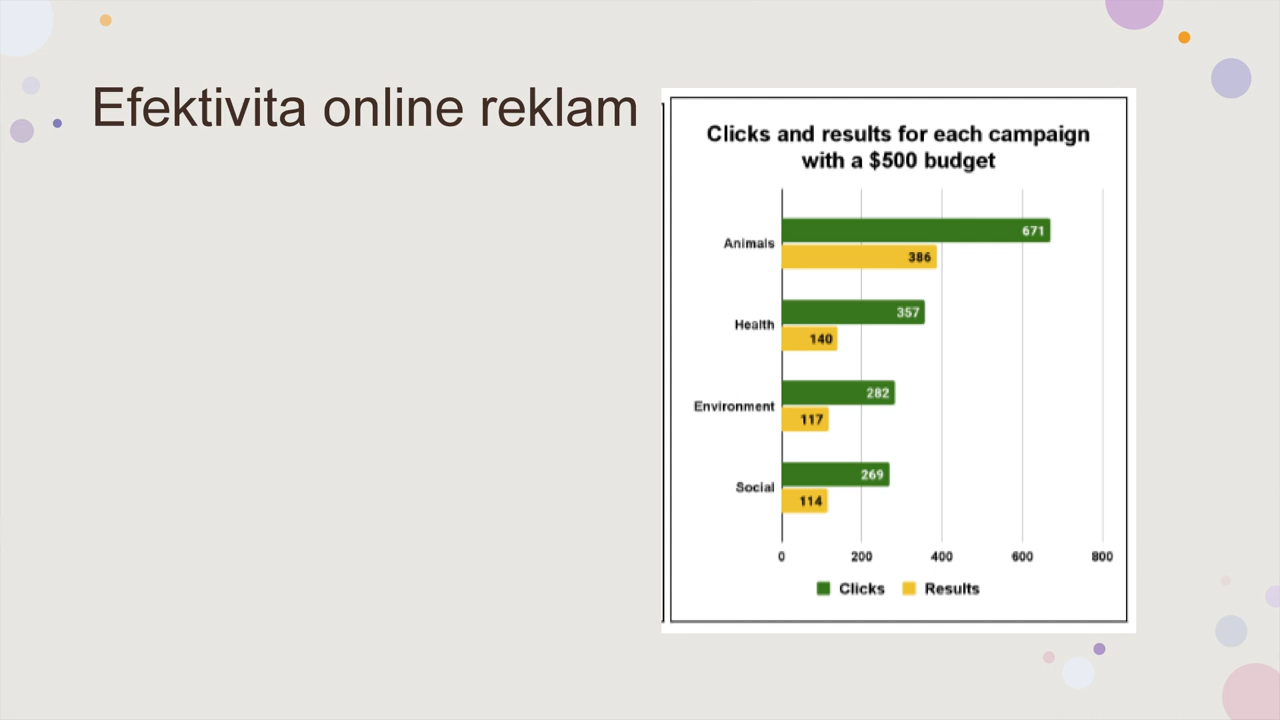 Efektivita online reklam
Clicks and results for each campaign
with a $500 budget
Animals
671
386
Health
357
140
Environment
282
117
Social
269
114
0 200 400 600 800
Clicks Results